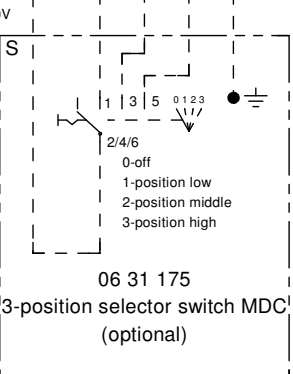 S
1 3 5 0 1 2 3
2/4/6
0-off
1-position low
2-position middle
3-position high
06 31 175
3-position selector switch MDC
(optional)